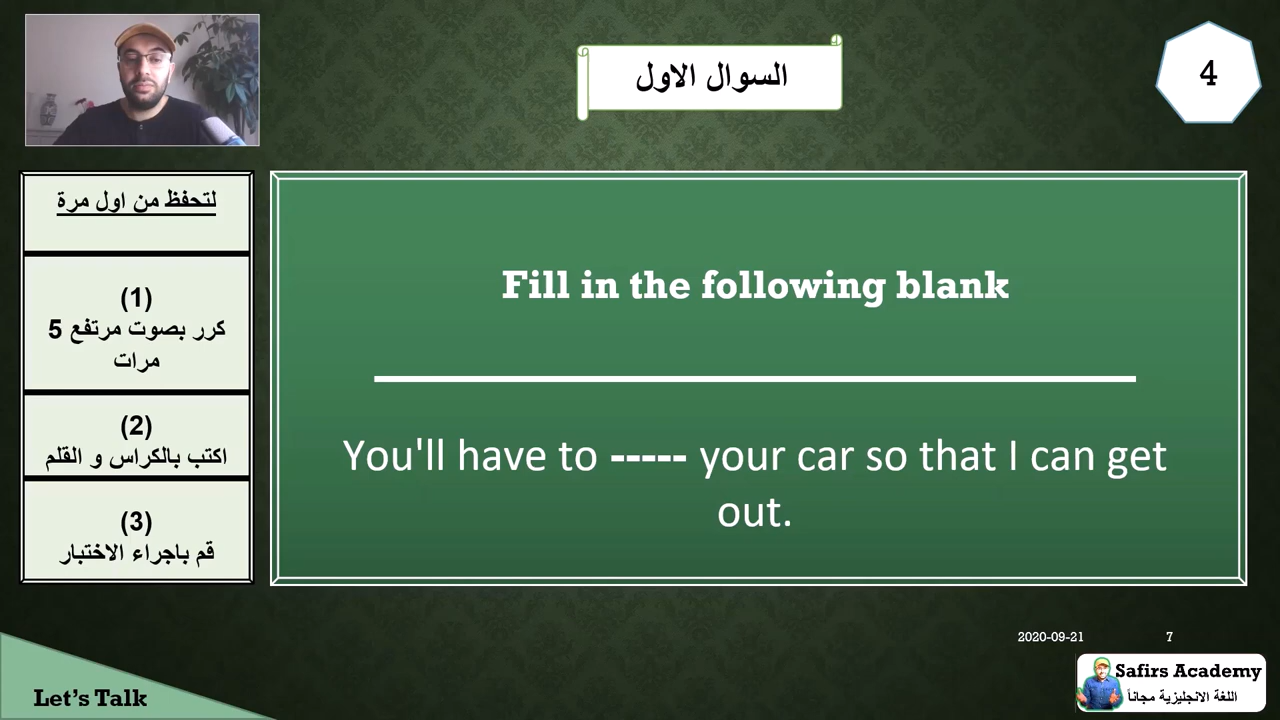 السوال الاول
4
لتحفظ من اول مرة
(1)
كرر بصوت مرتفع 5
مرات
(2)
اكتب بالكراس و القلم
(3)
قم باجراء الاختبار
Fill in the following blank
You'll have to ----- your car so that I can get
out.
2020-09-21
7
Let's Talk
Safirs Academy
اللغة الانجليزية مجاناً